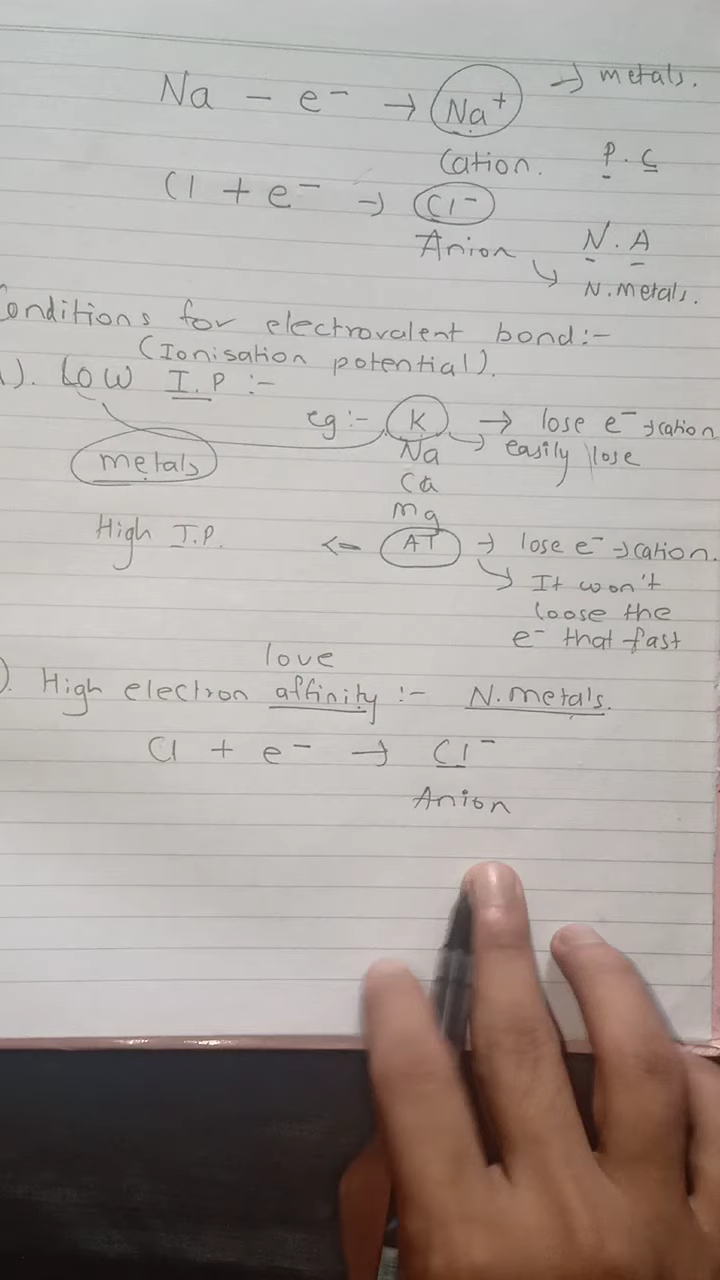 Na - e⁻ → Na⁺ → metals.
Cation. P.C
Cl + e⁻ → Cl⁻
Anion N.A
↳ N.metals.
Conditions for electrovalent bond:-
(Ionisation potential).
). Low I.P :-
eg:- K → lose e⁻ → cation
metals Na → easily lose
Ca
Mg
High I.P. <= Al → lose e⁻ → cation.
↳ It won't
loose the
e⁻ that fast
love
). High electron affinity :- N.metals.
Cl + e⁻ → Cl⁻
Anion